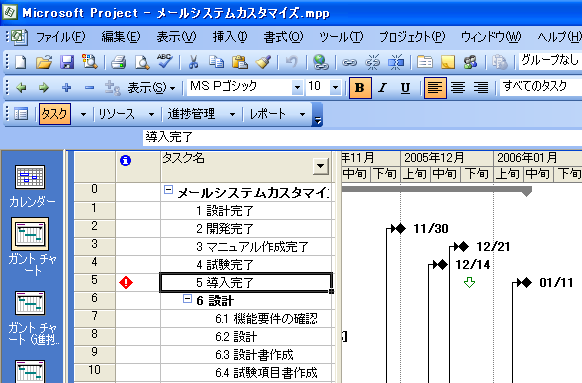 Microsoft Project - メールシステムカスタマイズ.mpp
ファイル(F) 編集(E) 表示(V) 挿入(I) 書式(O) ツール(T) プロジェクト(P) ウィンドウ(W) ヘルプ(H)
グループなし
表示(S) MS Pゴシック 10 B I U すべてのタスク
タスク リソース 進捗管理 レポート
導入完了
タスク名
年11月 2005年12月 2006年01月
中旬 下旬 上旬 中旬 下旬 上旬 中旬
カレンダー
ガント チャート
ガント チャート (進捗..
0 メールシステムカスタマイ
1 1 設計完了
2 2 開発完了 11/30
3 3 マニュアル作成完了 12/21
4 4 試験完了 12/14
5 5 導入完了 01/11
6 6 設計
7 6.1 機能要件の確認
8 6.2 設計
9 6.3 設計書作成
10 6.4 試験項目書作成